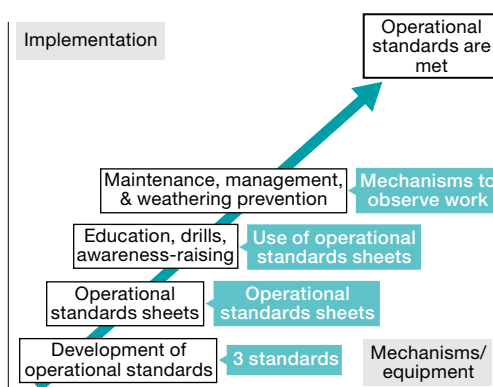 Implementation
Operational
standards are
met
Maintenance, management,
& weathering prevention
Mechanisms to
observe work
Education, drills,
awareness-raising
Use of operational
standards sheets
Operational
standards sheets
Operational
standards sheets
Development of
operational standards
3 standards
Mechanisms/
equipment